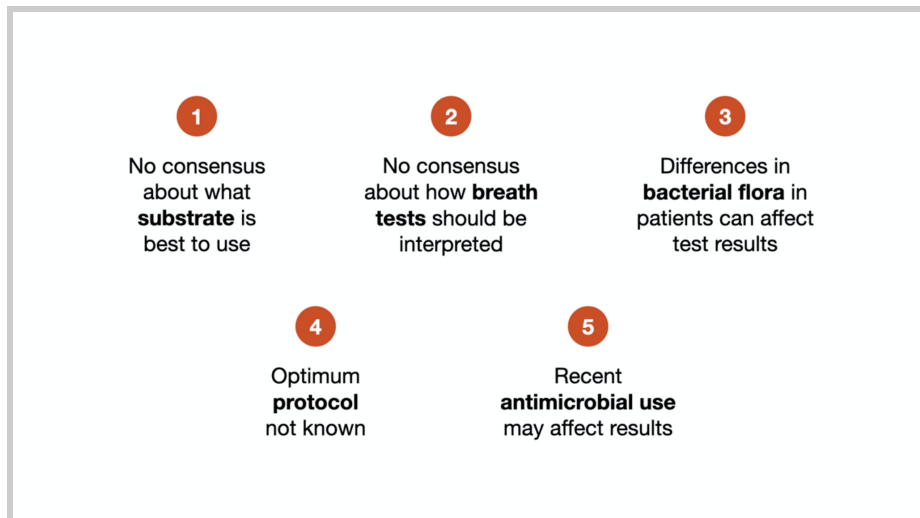 1
No consensus
about what
substrate is
best to use
2
No consensus
about how breath
tests should be
interpreted
3
Differences in
bacterial flora in
patients can affect
test results
4
Optimum
protocol
not known
5
Recent
antimicrobial use
may affect results